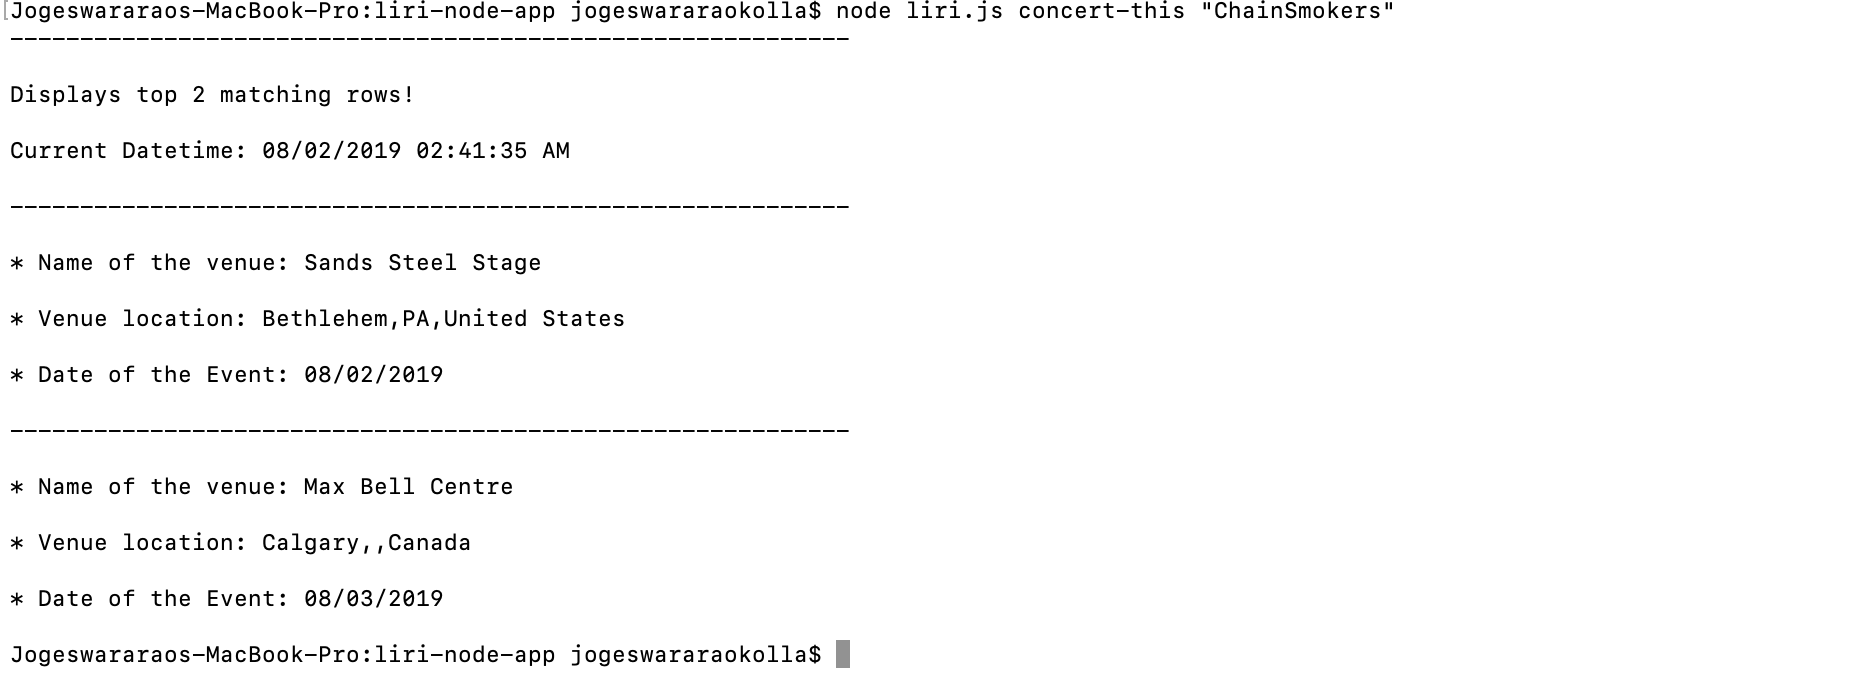 [Jogeswararaos-MacBook-Pro:liri-node-app jogeswararaokolla$ node liri.js concert-this "ChainSmokers"
------------------------------------------------------------
Displays top 2 matching rows!
Current Datetime: 08/02/2019 02:41:35 AM
------------------------------------------------------------
* Name of the venue: Sands Steel Stage
* Venue location: Bethlehem,PA,United States
* Date of the Event: 08/02/2019
------------------------------------------------------------
* Name of the venue: Max Bell Centre
* Venue location: Calgary,,Canada
* Date of the Event: 08/03/2019
Jogeswararaos-MacBook-Pro:liri-node-app jogeswararaokolla$